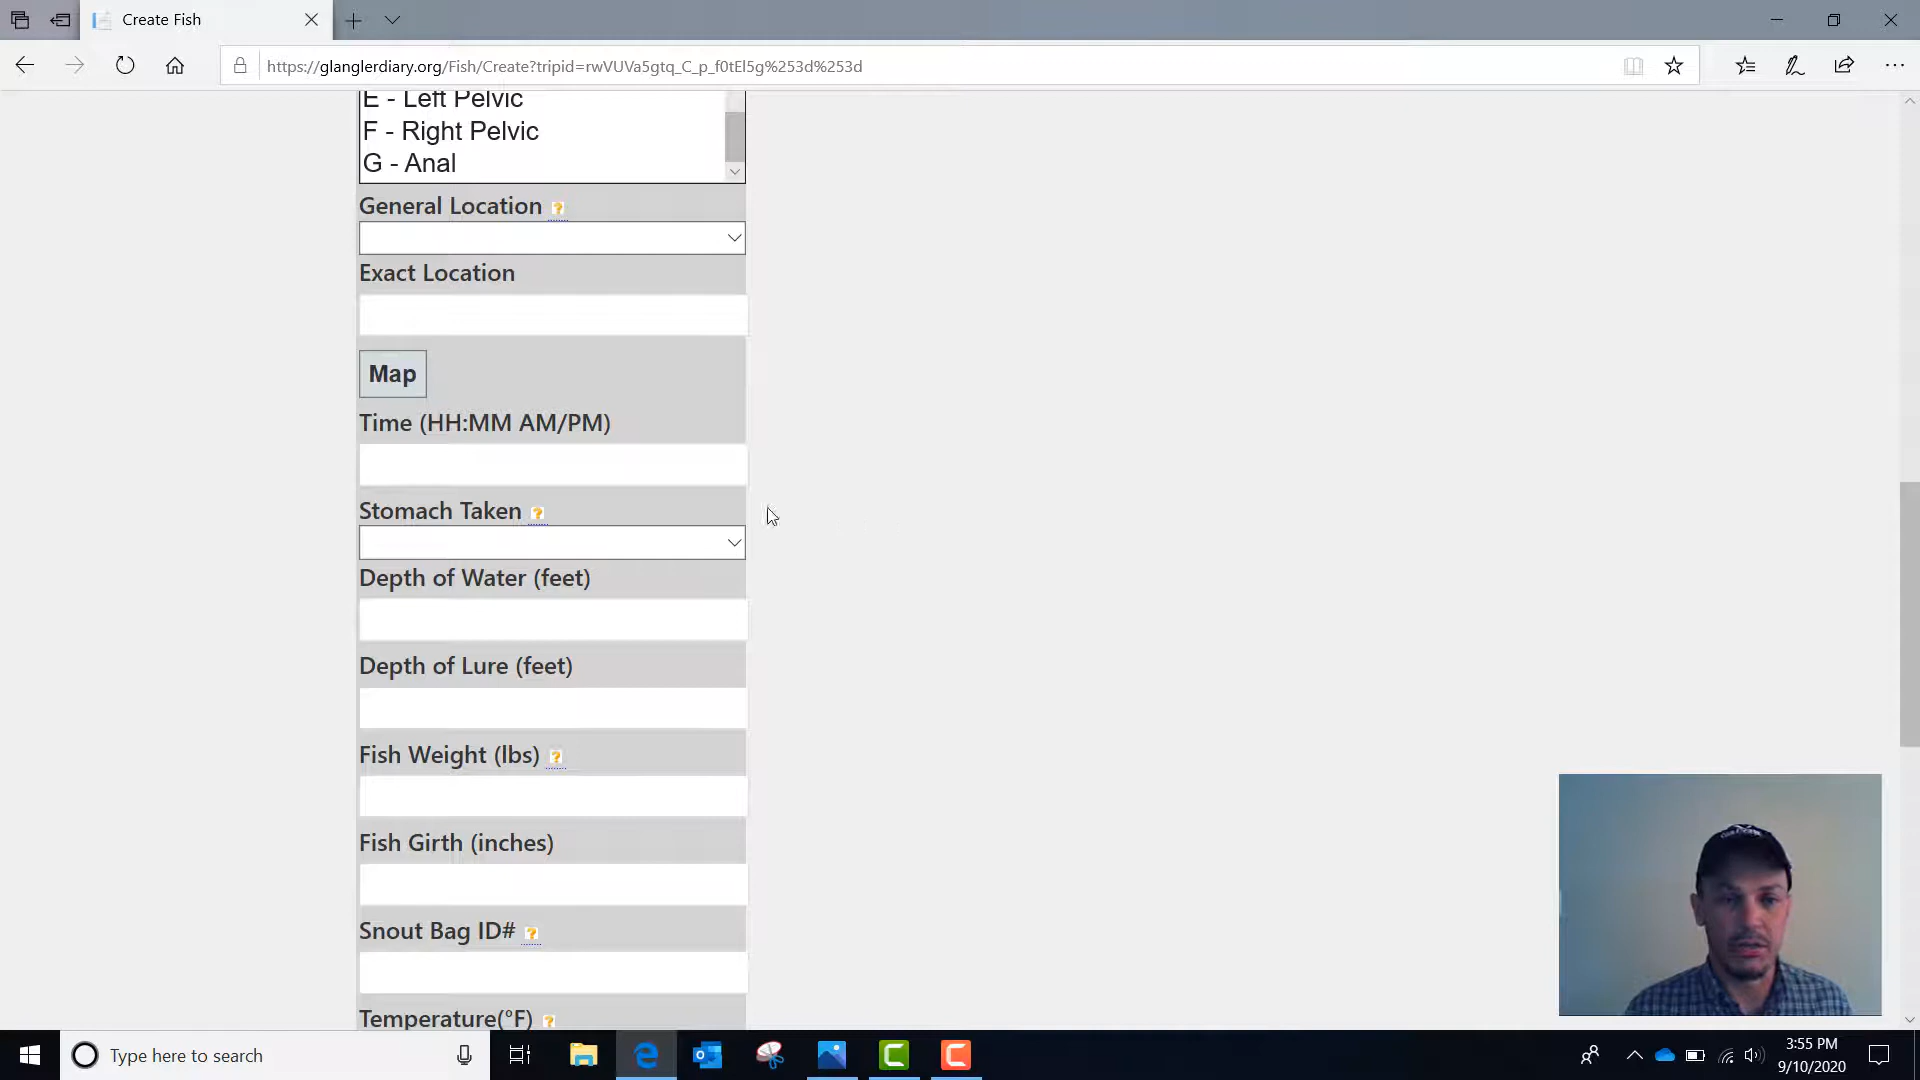 Create Fish
https://glanglerdiary.org/Fish/Create?tripid=rwVUVa5gtq_C_p_f0tEl5g%253d%253d
E - Left Pelvic
F - Right Pelvic
G - Anal
General Location ?
Exact Location
Map
Time (HH:MM AM/PM)
Stomach Taken ?
Depth of Water (feet)
Depth of Lure (feet)
Fish Weight (lbs) ?
Fish Girth (inches)
Snout Bag ID# ?
Temperature(°F) ?
Type here to search
3:55 PM
9/10/2020